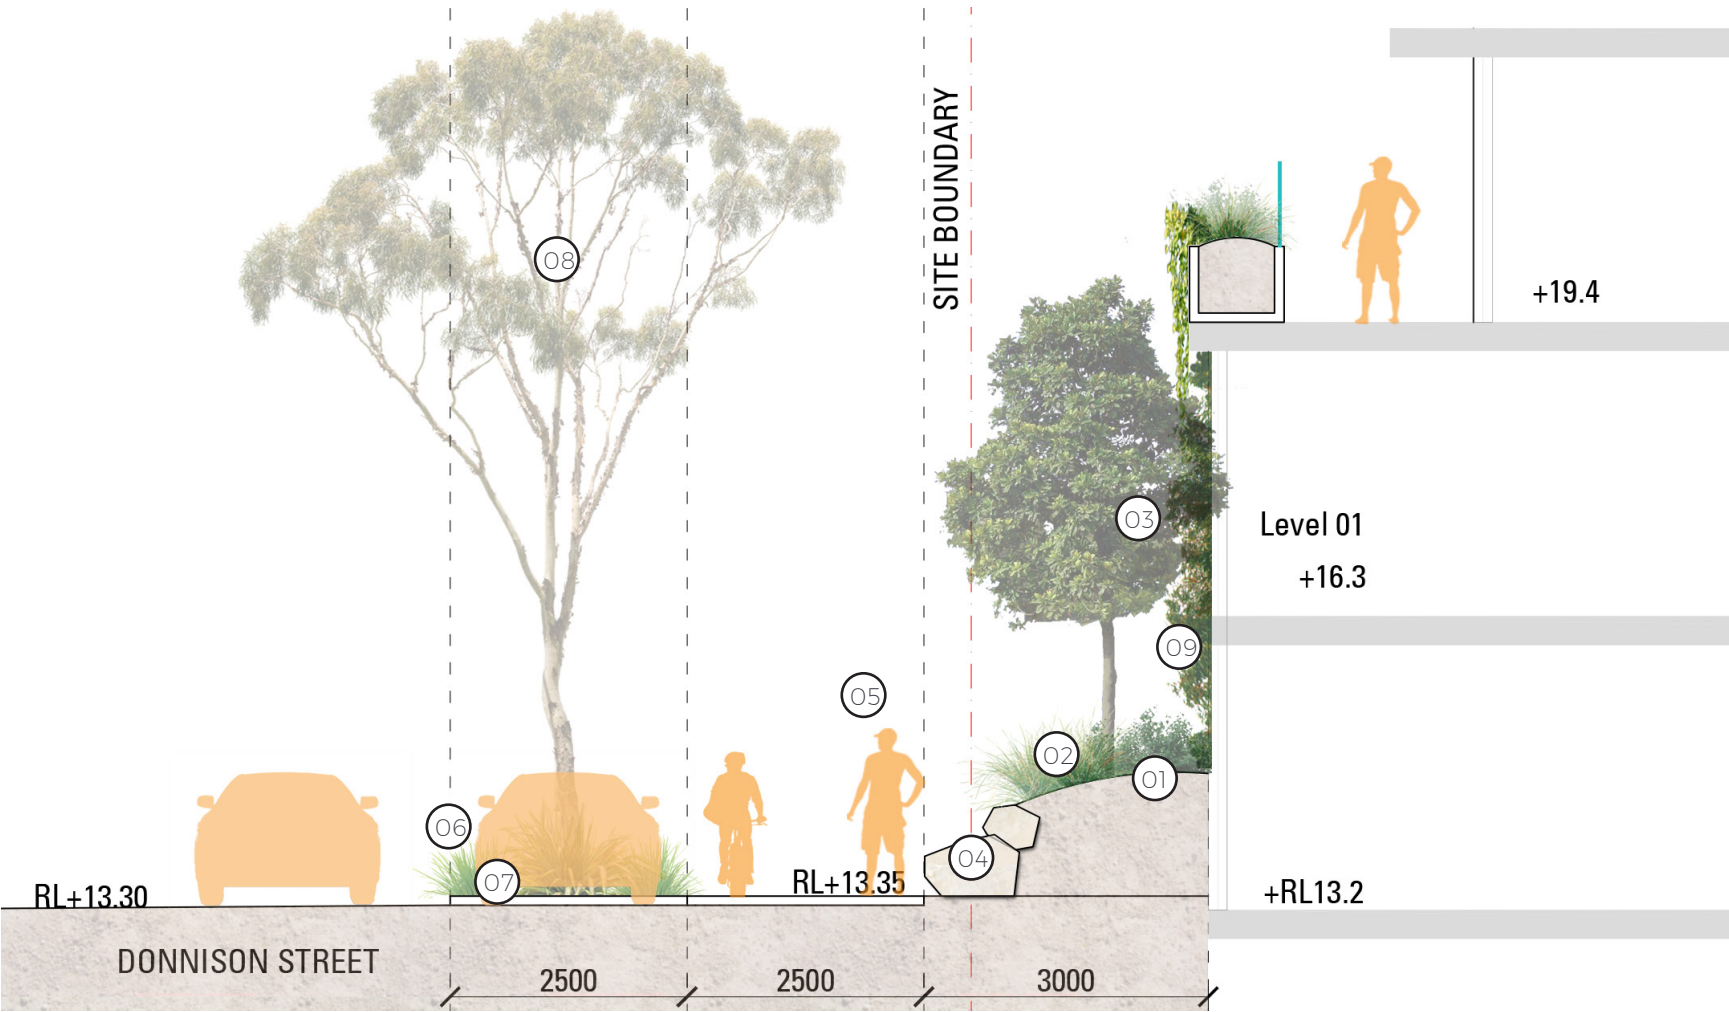 SITE BOUNDARY
08
+19.4
03
Level 01
+16.3
09
05
02
01
06
04
07
RL+13.30
RL+13.35
+RL13.2
DONNISON STREET
2500
2500
3000